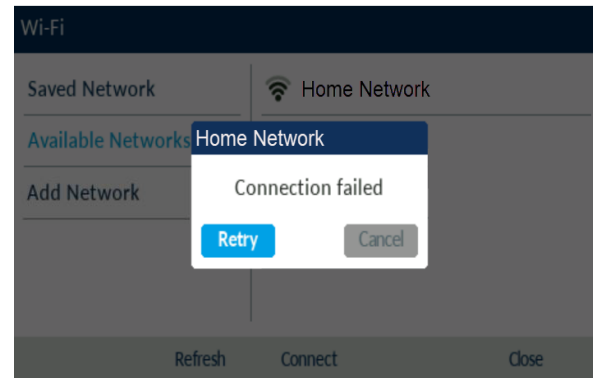 Wi-Fi
Saved Network
Home Network
Available Networks
Add Network
Home Network
Connection failed
Retry Cancel
Refresh Connect Close